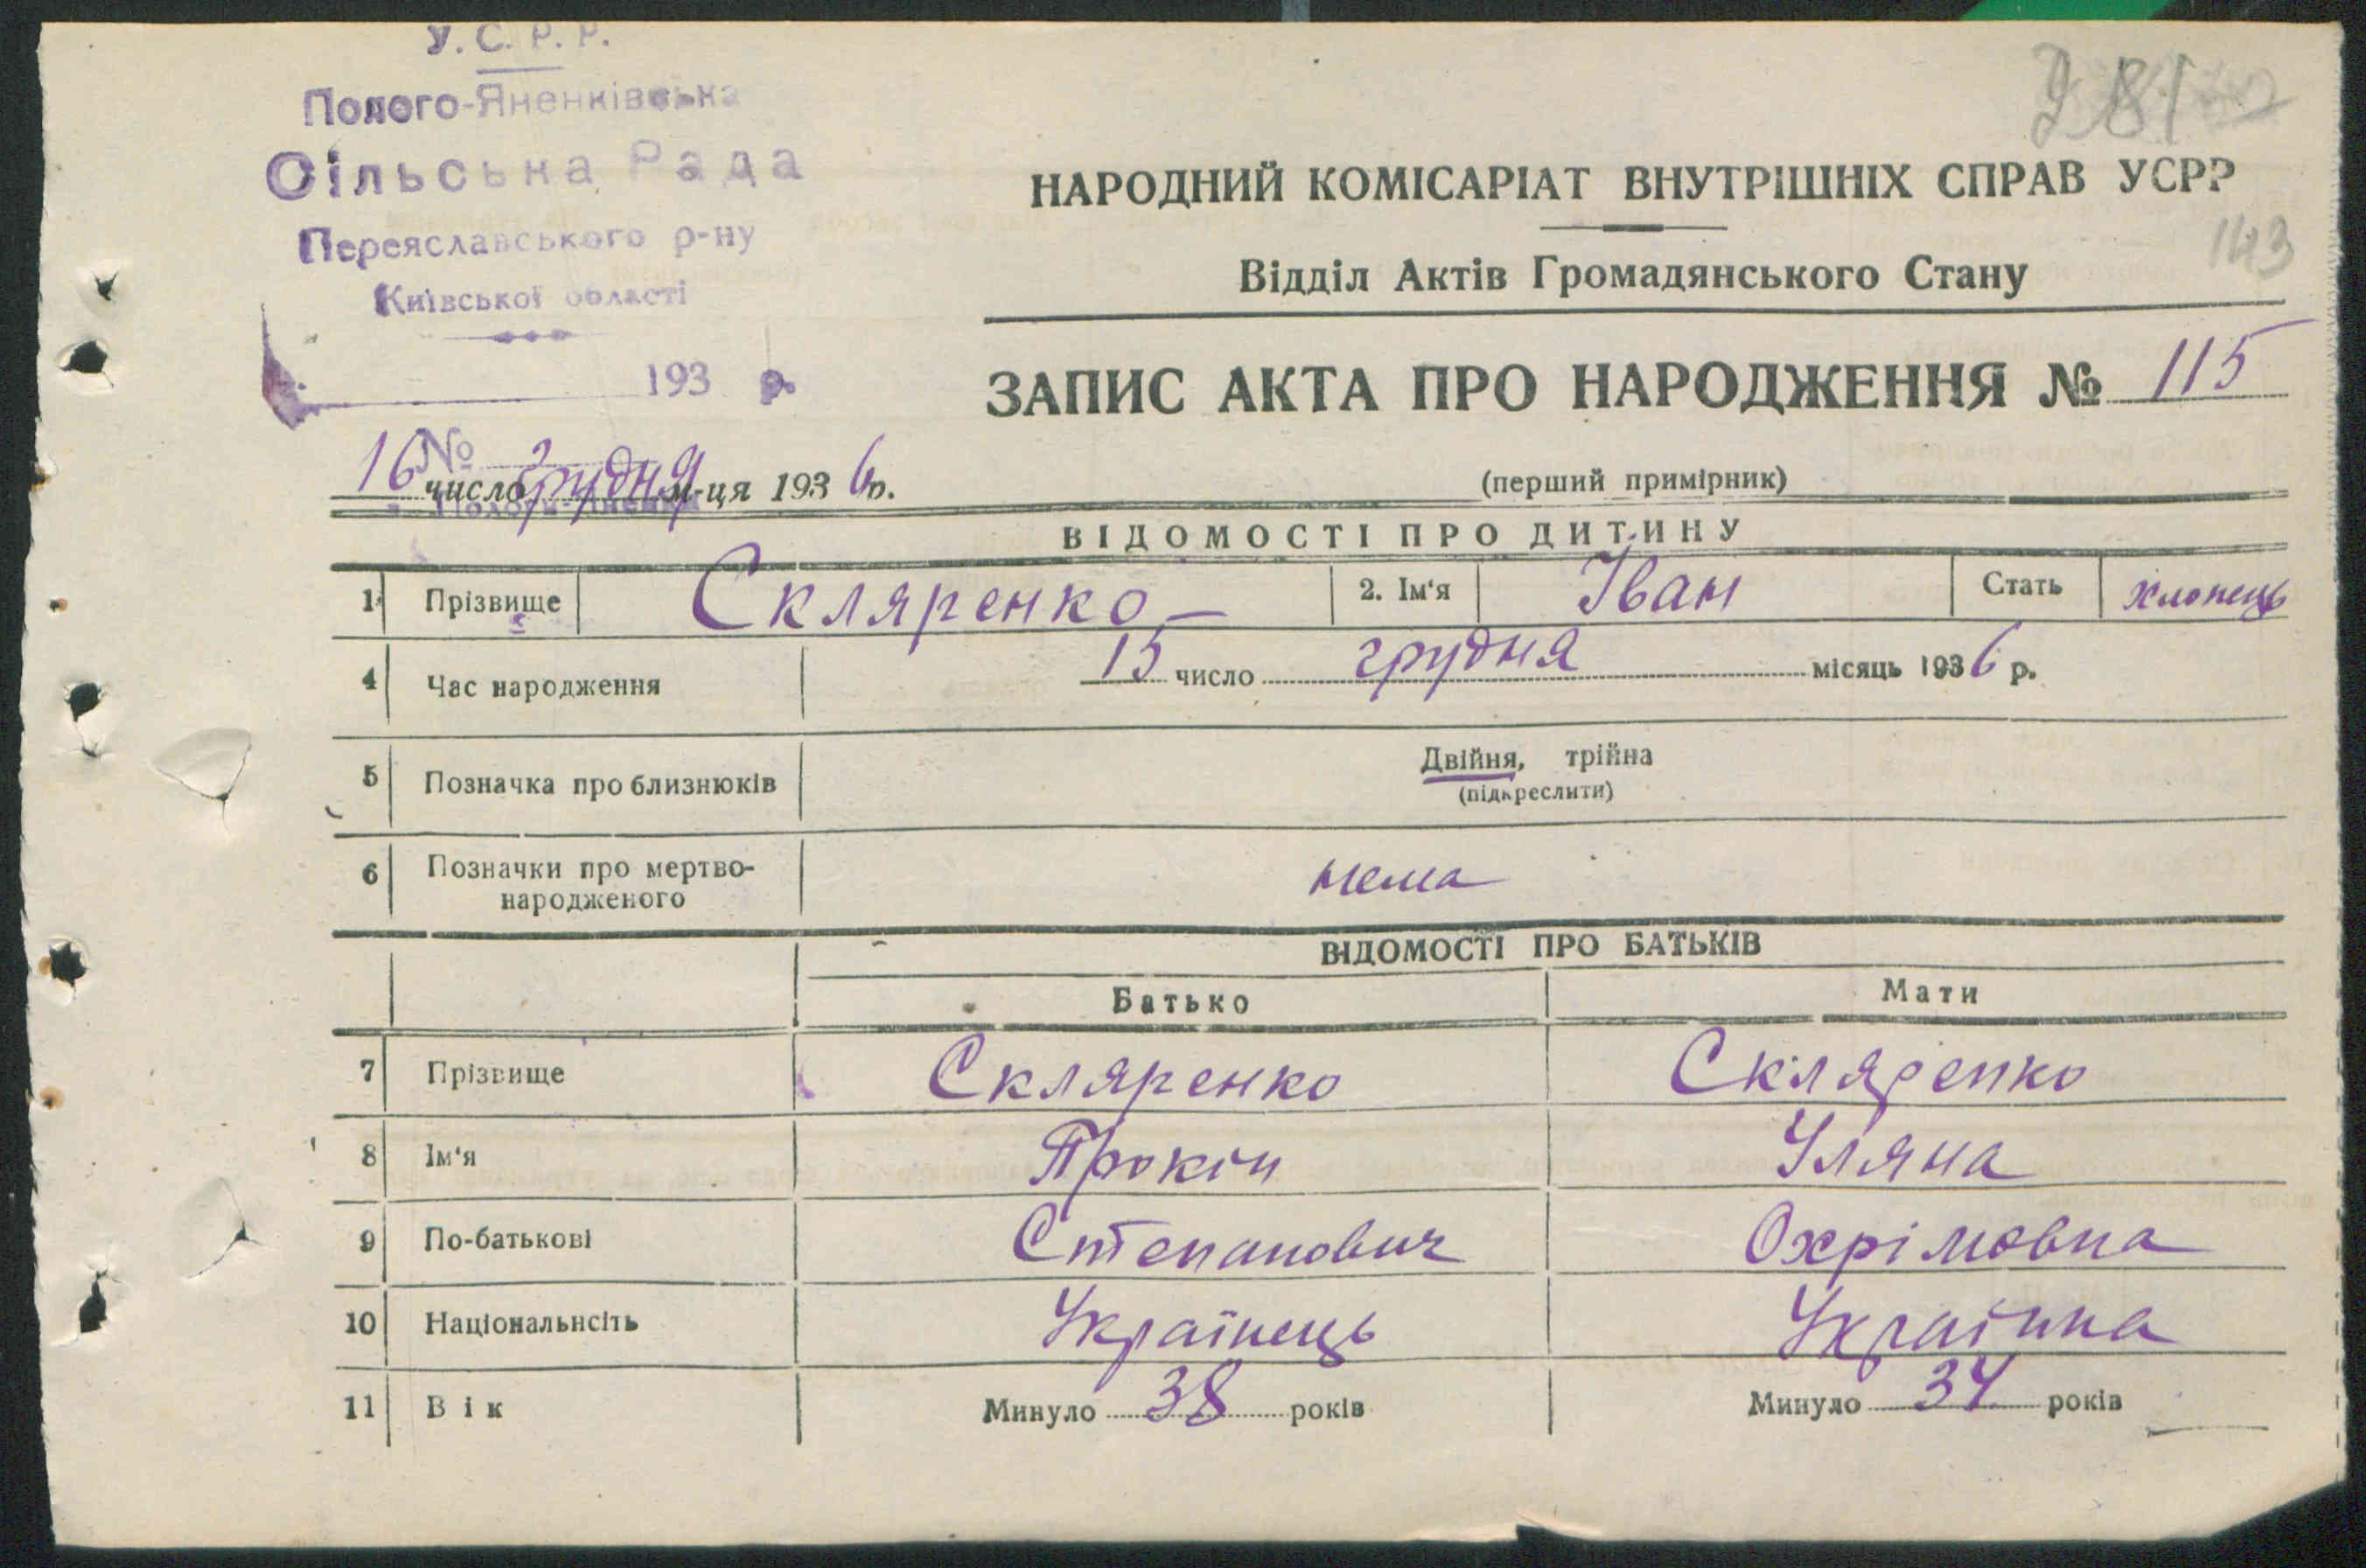 У.С.Р.Р.
Полого-Яненківська
Сільська Рада
Переяславського р-ну
Київської області
193 р.
№
81
НАРОДНИЙ КОМІСАРІАТ ВНУТРІШНІХ СПРАВ УСРР
143
Відділ Актів Громадянського Стану
ЗАПИС АКТА ПРО НАРОДЖЕННЯ № 115
16 число грудня м-ця 1936 р.
(перший примірник)
ВІДОМОСТІ ПРО ДИТИНУ
1 Прізвище Скляренко 2. Ім'я Іван Стать хлопець
4 Час народження 15 число грудня місяць 1936 р.
5 Позначка про близнюків Двійня, трійна
(підкреслити)
6 Позначки про мертво-
народженого нема
ВІДОМОСТІ ПРО БАТЬКІВ
Батько Мати
7 Прізвище Скляренко Скляренко
8 Ім'я Прокіп Уляна
9 По-батькові Степанович Охрімовна
10 Національнсіть Українець Українка
11 Вік Минуло 38 років Минуло 34 років